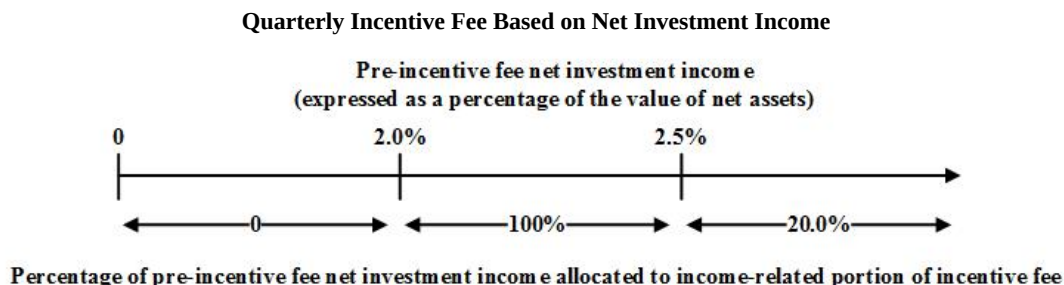 Quarterly Incentive Fee Based on Net Investment Income
Pre-incentive fee net investment income
(expressed as a percentage of the value of net assets)
0 2.0% 2.5%
0 100% 20.0%
Percentage of pre-incentive fee net investment income allocated to income-related portion of incentive fee